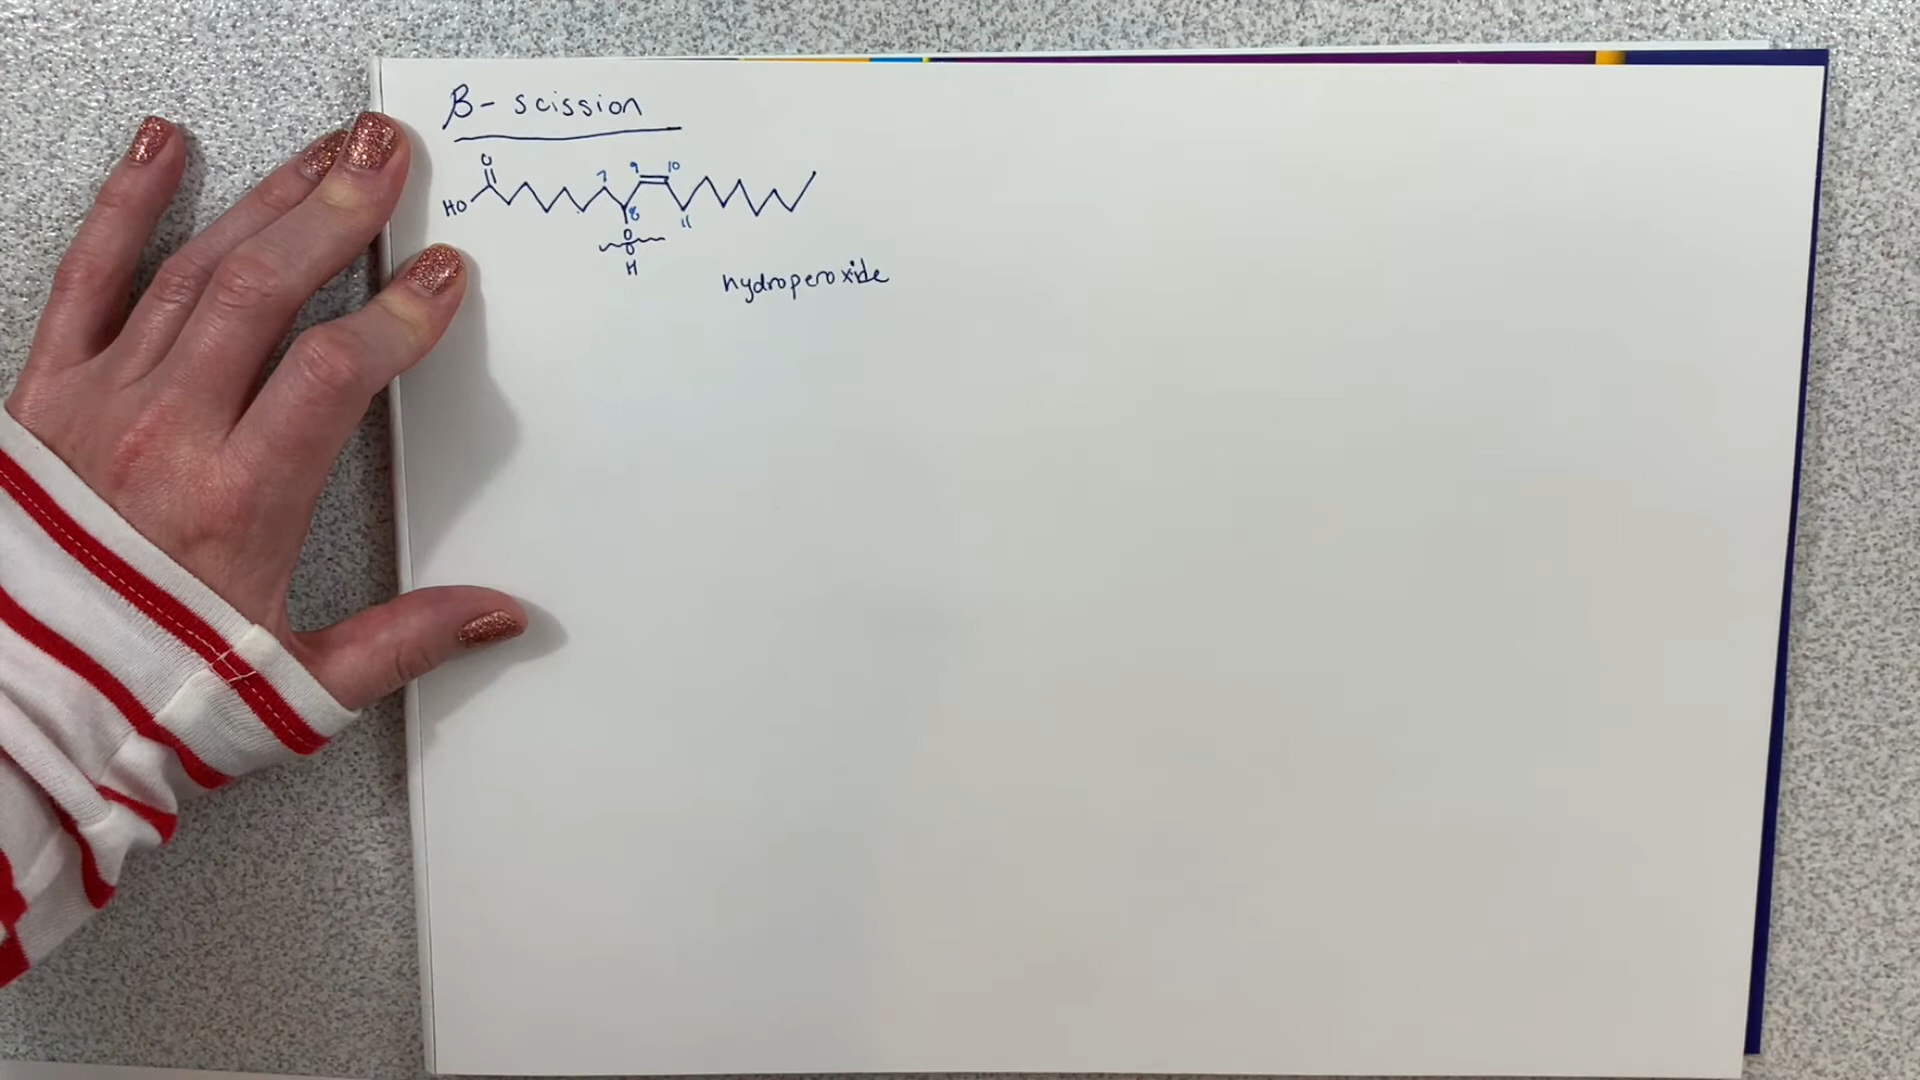 β- scission
O
7 9 10
HO
8
11
O
O
H
hydroperoxide